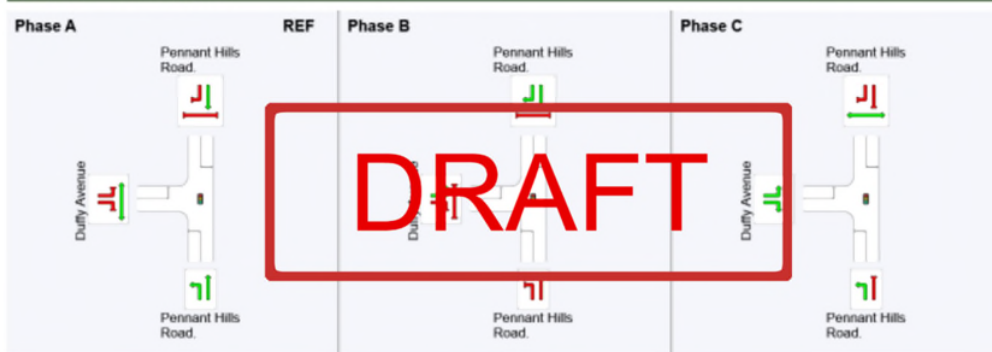 Phase A
REF
Pennant Hills
Road.
Duffy Avenue
Pennant Hills
Road.
Phase B
Pennant Hills
Road.
Pennant Hills
Road.
Phase C
Pennant Hills
Road.
Duffy Avenue
Pennant Hills
Road.
DRAFT